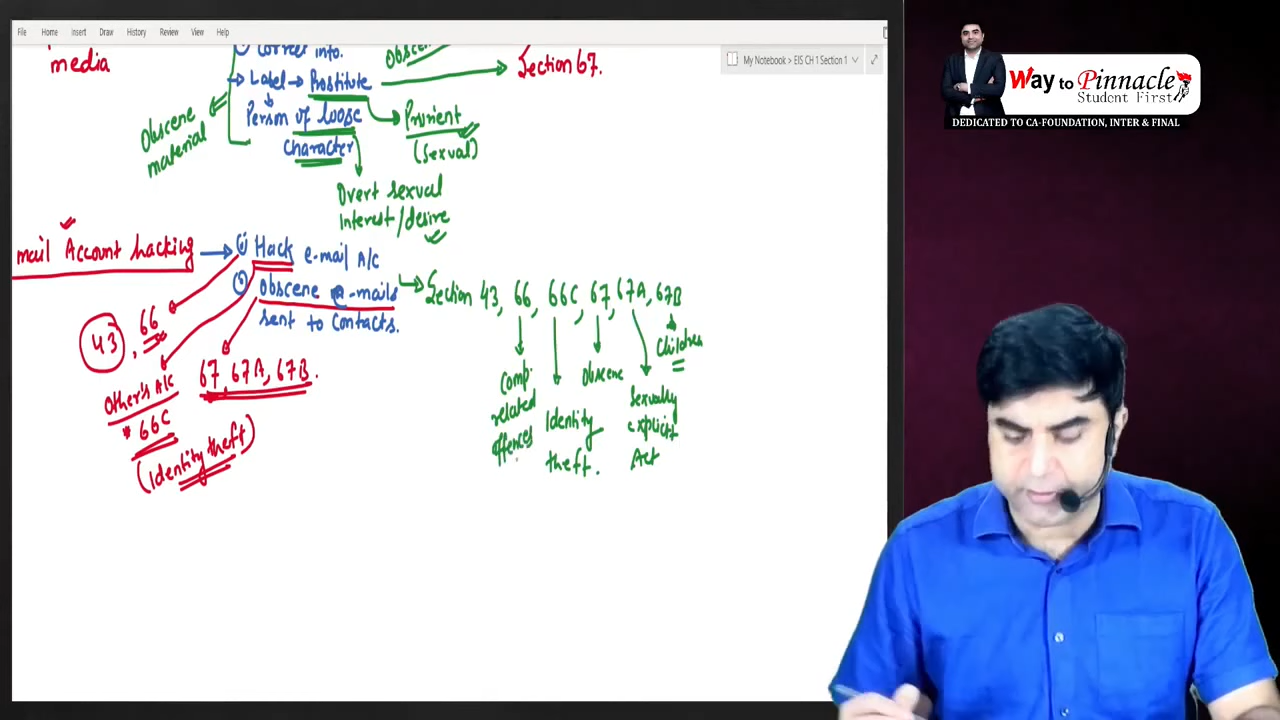 File Home Insert Draw History Review View Help
My Notebook > EIS CH 1 Section 1
media
Correct info.
Label → Prostitute
Section 67.
Person of loose
character
Prurient
(Sexual)
Obscene
material
Overt sexual
Interest/desire
mail Account hacking
① Hack e-mail A/c
Obscene e-mails
sent to Contacts.
Section 43, 66, 66C, 67, 67A, 67B
43, 66
67, 67A, 67B.
Other's A/c
* 66C
(Identity theft)
Comp.
related
offences
Identity
theft.
Obscene
Sexually
explicit
Act
Children
Way to Pinnacle
Student First
DEDICATED TO CA-FOUNDATION, INTER & FINAL